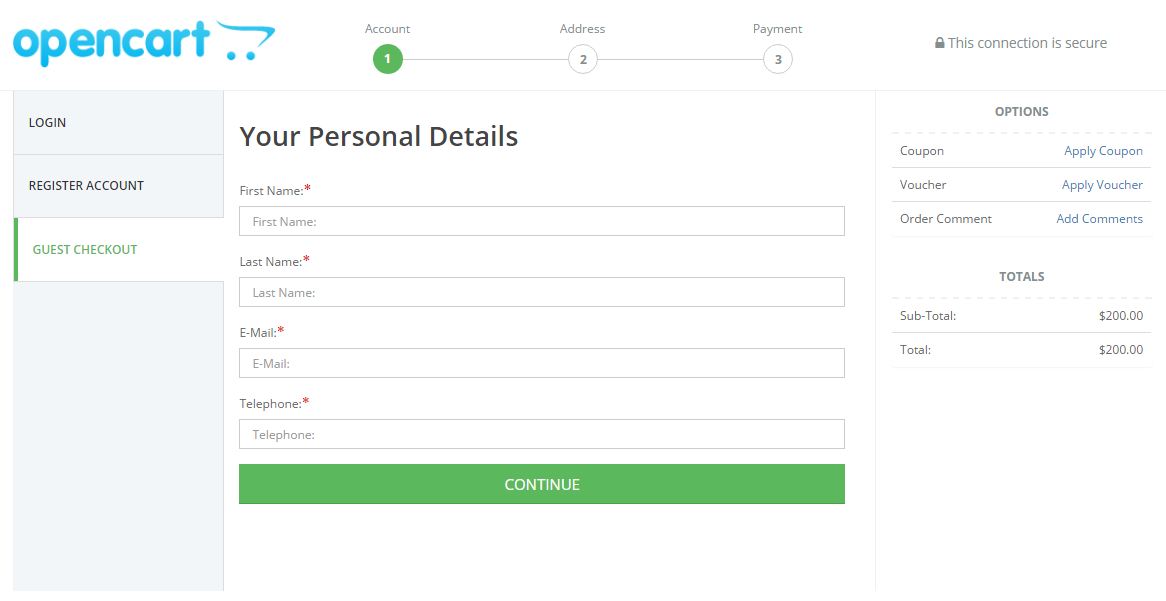 opencart
Account
Address
Payment
1
2
3
This connection is secure
LOGIN
REGISTER ACCOUNT
GUEST CHECKOUT
Your Personal Details
First Name:*
First Name:
Last Name:*
Last Name:
E-Mail:*
E-Mail:
Telephone:*
Telephone:
CONTINUE
OPTIONS
Coupon Apply Coupon
Voucher Apply Voucher
Order Comment Add Comments
TOTALS
Sub-Total: $200.00
Total: $200.00